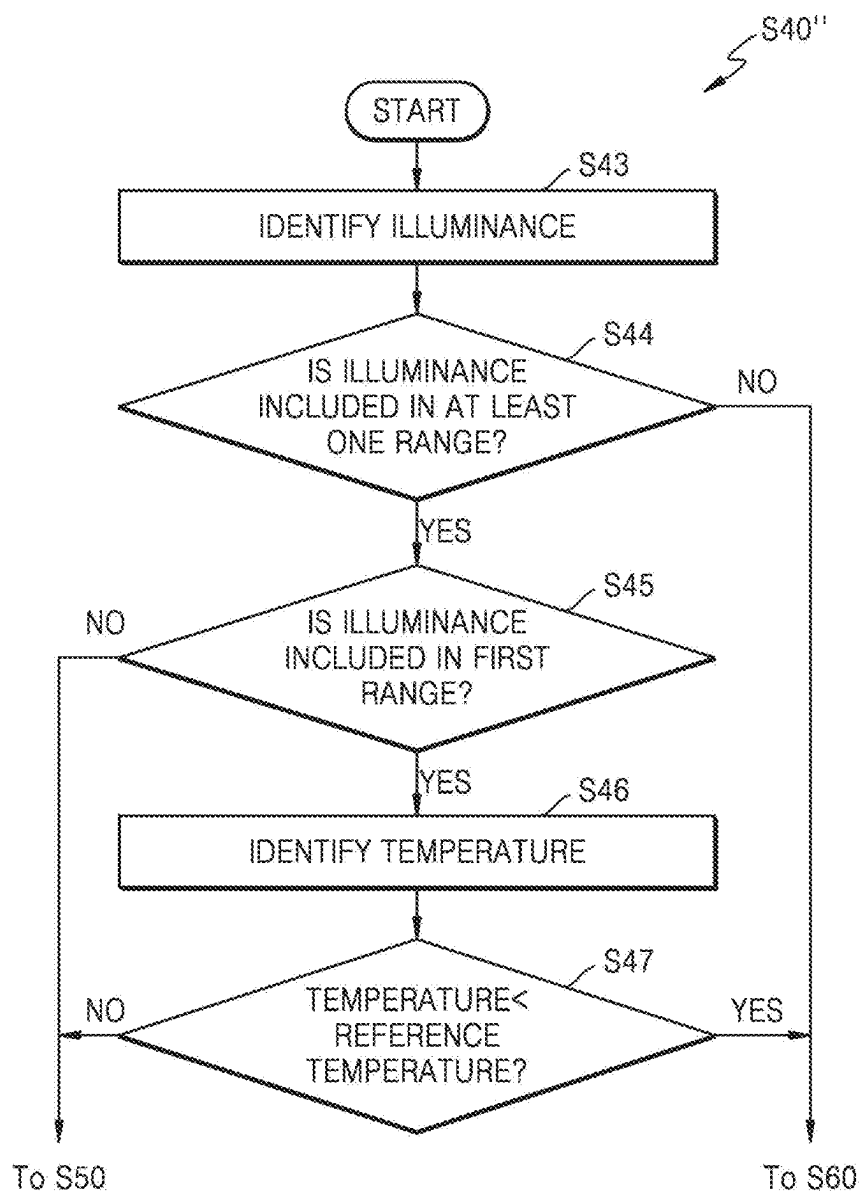 S40"
START
S43
IDENTIFY ILLUMINANCE
S44
IS ILLUMINANCE
INCLUDED IN AT LEAST
ONE RANGE?
NO
YES
S45
NO
IS ILLUMINANCE
INCLUDED IN FIRST
RANGE?
YES
S46
IDENTIFY TEMPERATURE
S47
NO
TEMPERATURE<
REFERENCE
TEMPERATURE?
YES
To S50
To S60